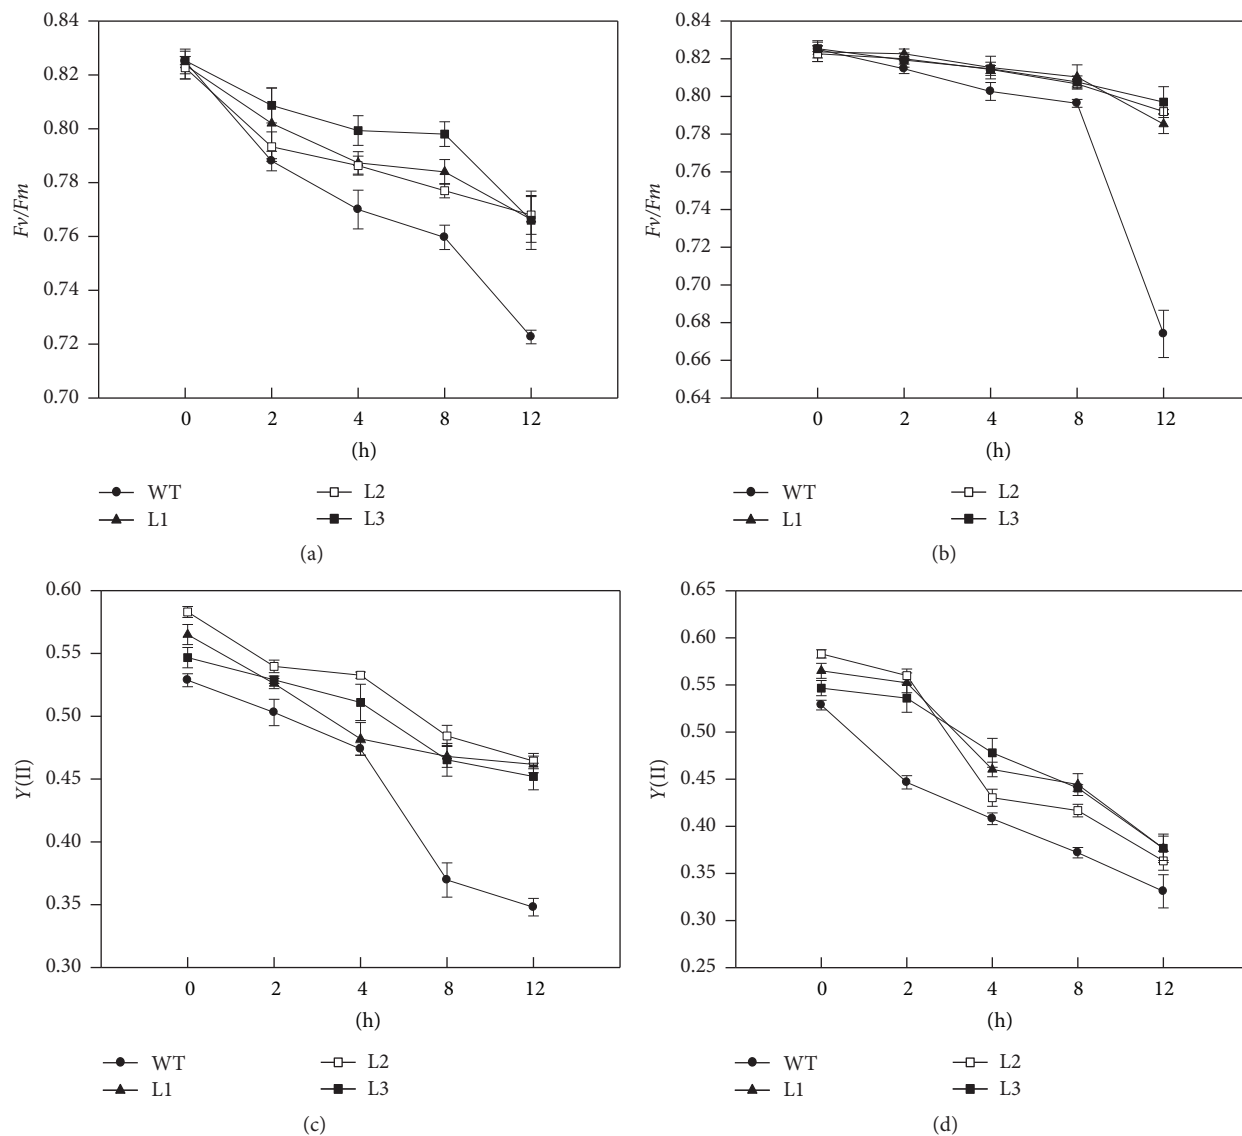 0.84
0.82
0.80
0.78
0.76
0.74
0.72
0.70
Fv/Fm
0 2 4 8 12
(h)
WT L2
L1 L3
(a)
0.84
0.82
0.80
0.78
0.76
0.74
0.72
0.70
0.68
0.66
0.64
Fv/Fm
0 2 4 8 12
(h)
WT L2
L1 L3
(b)
0.60
0.55
0.50
0.45
0.40
0.35
0.30
Y(II)
0 2 4 8 12
(h)
WT L2
L1 L3
(c)
0.65
0.60
0.55
0.50
0.45
0.40
0.35
0.30
0.25
Y(II)
0 2 4 8 12
(h)
WT L2
L1 L3
(d)